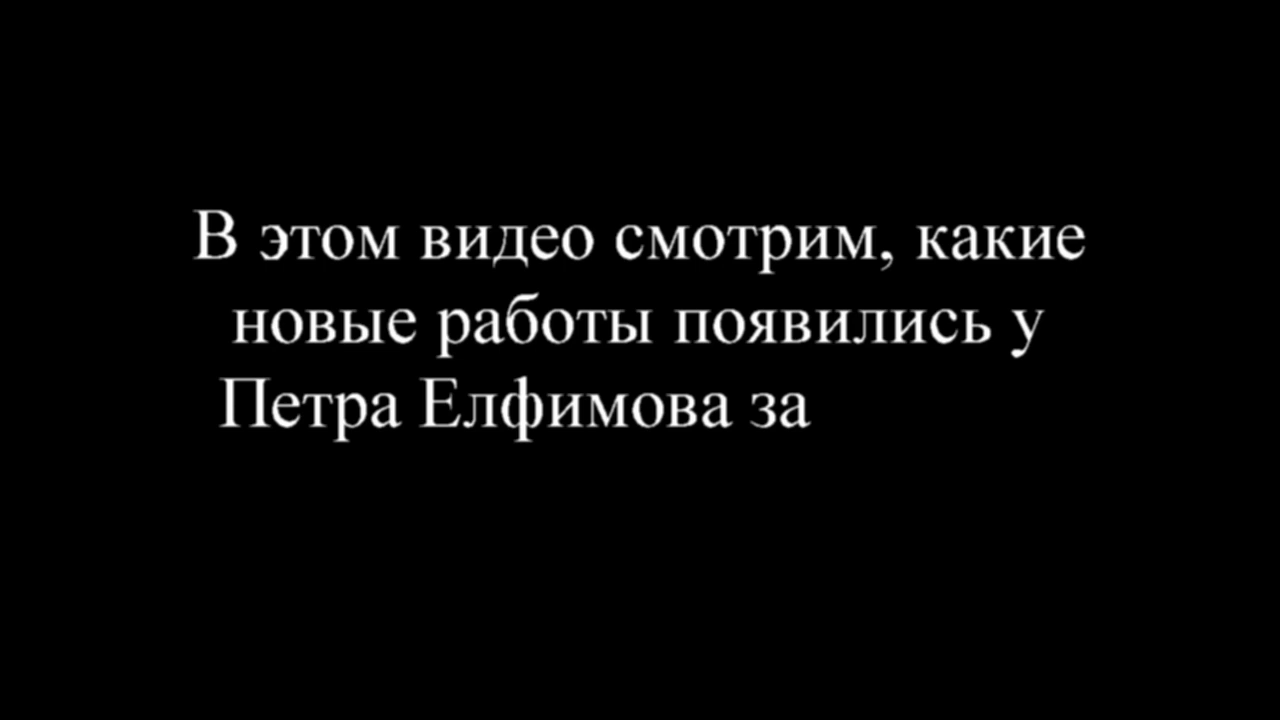 В этом видео смотрим, какие
новые работы появились у
Петра Елфимова за